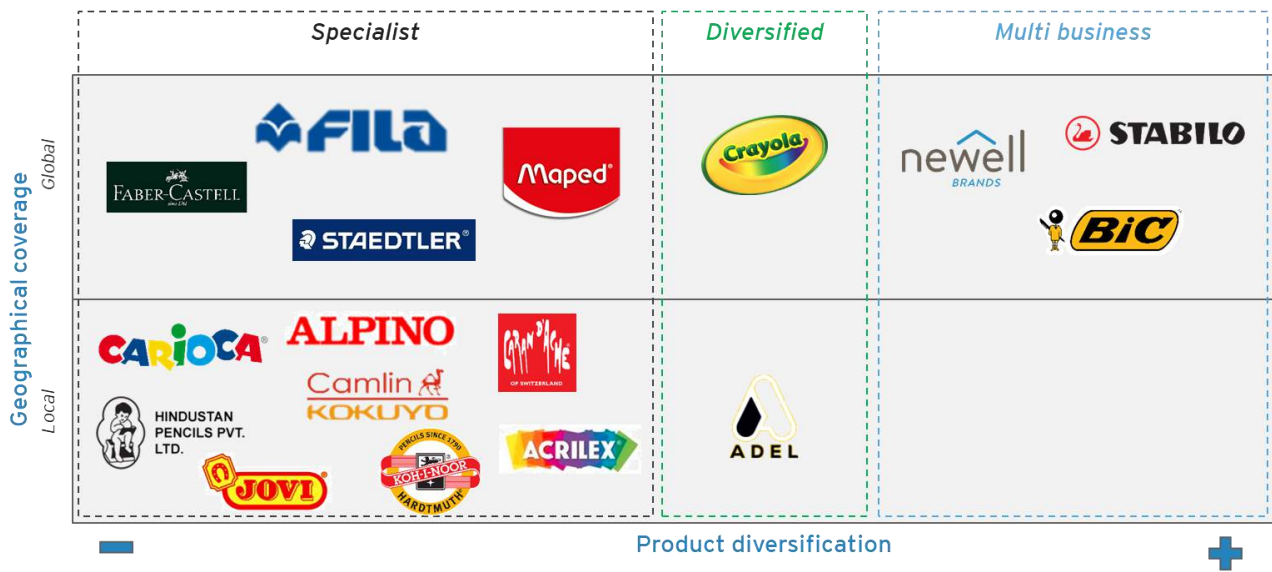 Specialist
Diversified
Multi business
Geographical coverage
Global
Local
FILA
FABER-CASTELL
since 1761
Maped®
STAEDTLER®
Crayola
newell
BRANDS
STABILO
BiC
CARIOCA®
ALPINO
CARAN D'ACHE
OF SWITZERLAND
Camlin
KOKUYO
HINDUSTAN
PENCILS PVT.
LTD.
JOVI®
PENCILS SINCE 1790
KOH-I-NOOR
HARDTMUTH
ACRILEX®
ADEL
Product diversification